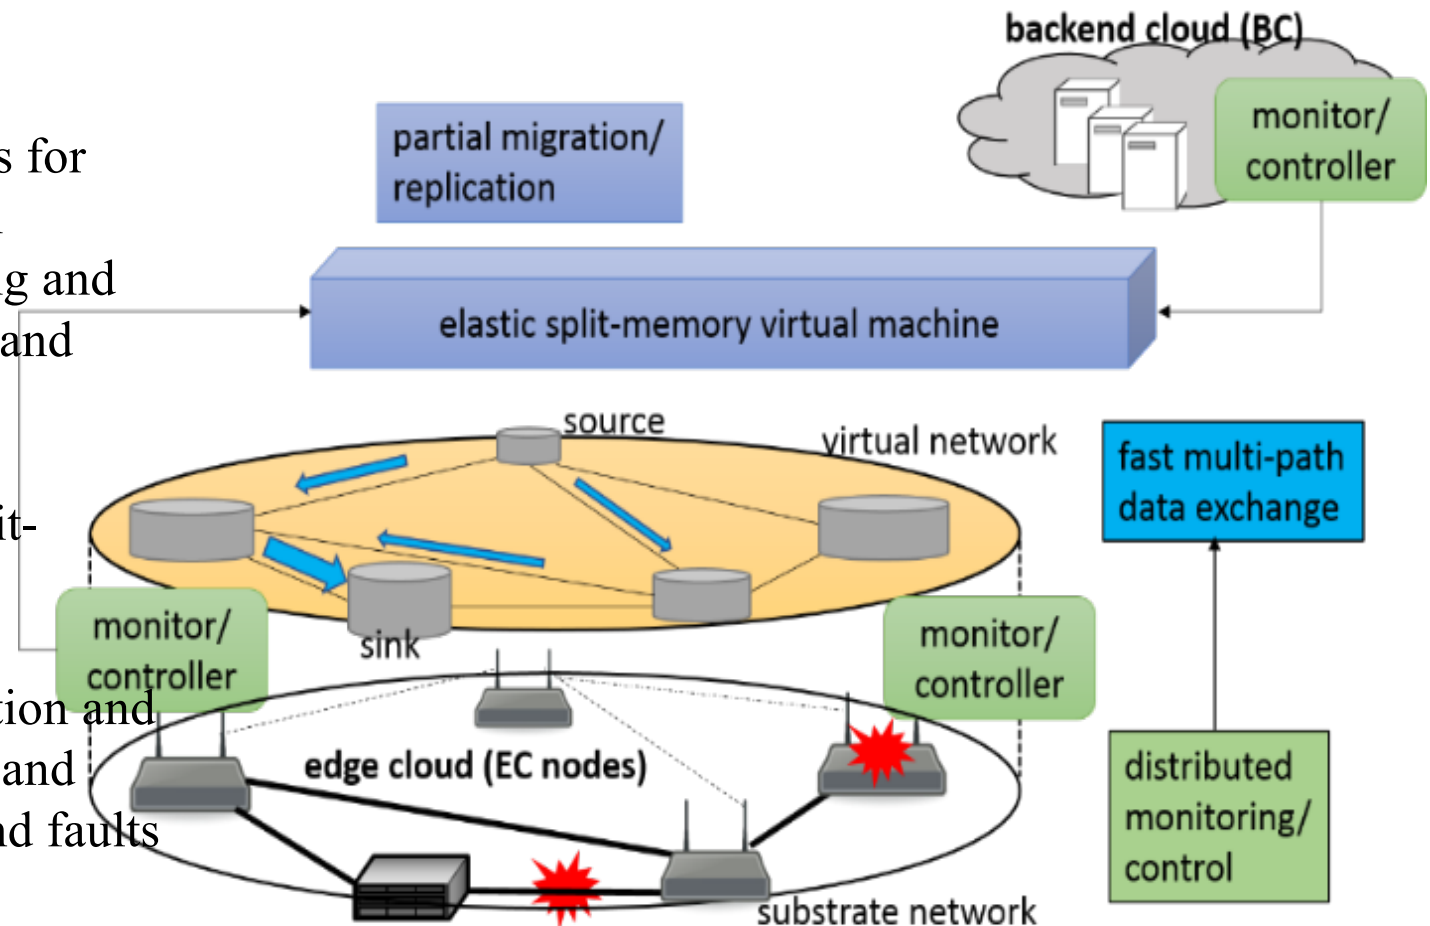 backend cloud (BC)
monitor/
controller
partial migration/
replication
s for
ng and
and
elastic split-memory virtual machine
source
virtual network
fast multi-path
data exchange
it-
monitor/
controller
sink
monitor/
controller
tion and
and
nd faults
edge cloud (EC nodes)
distributed
monitoring/
control
substrate network